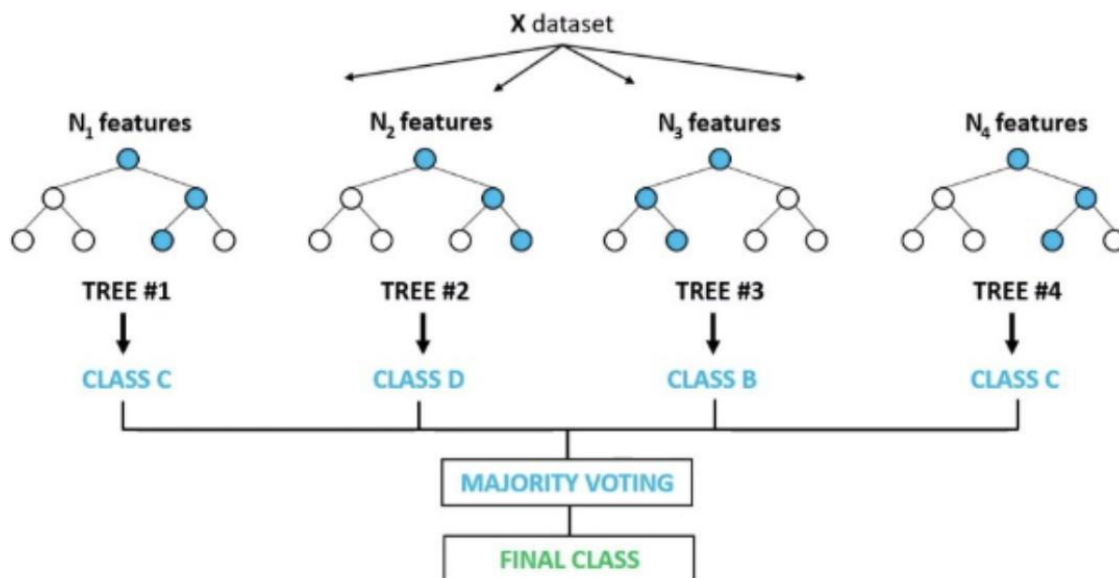 X dataset
N₁ features
N₂ features
N₃ features
N₄ features
TREE #1
TREE #2
TREE #3
TREE #4
CLASS C
CLASS D
CLASS B
CLASS C
MAJORITY VOTING
FINAL CLASS